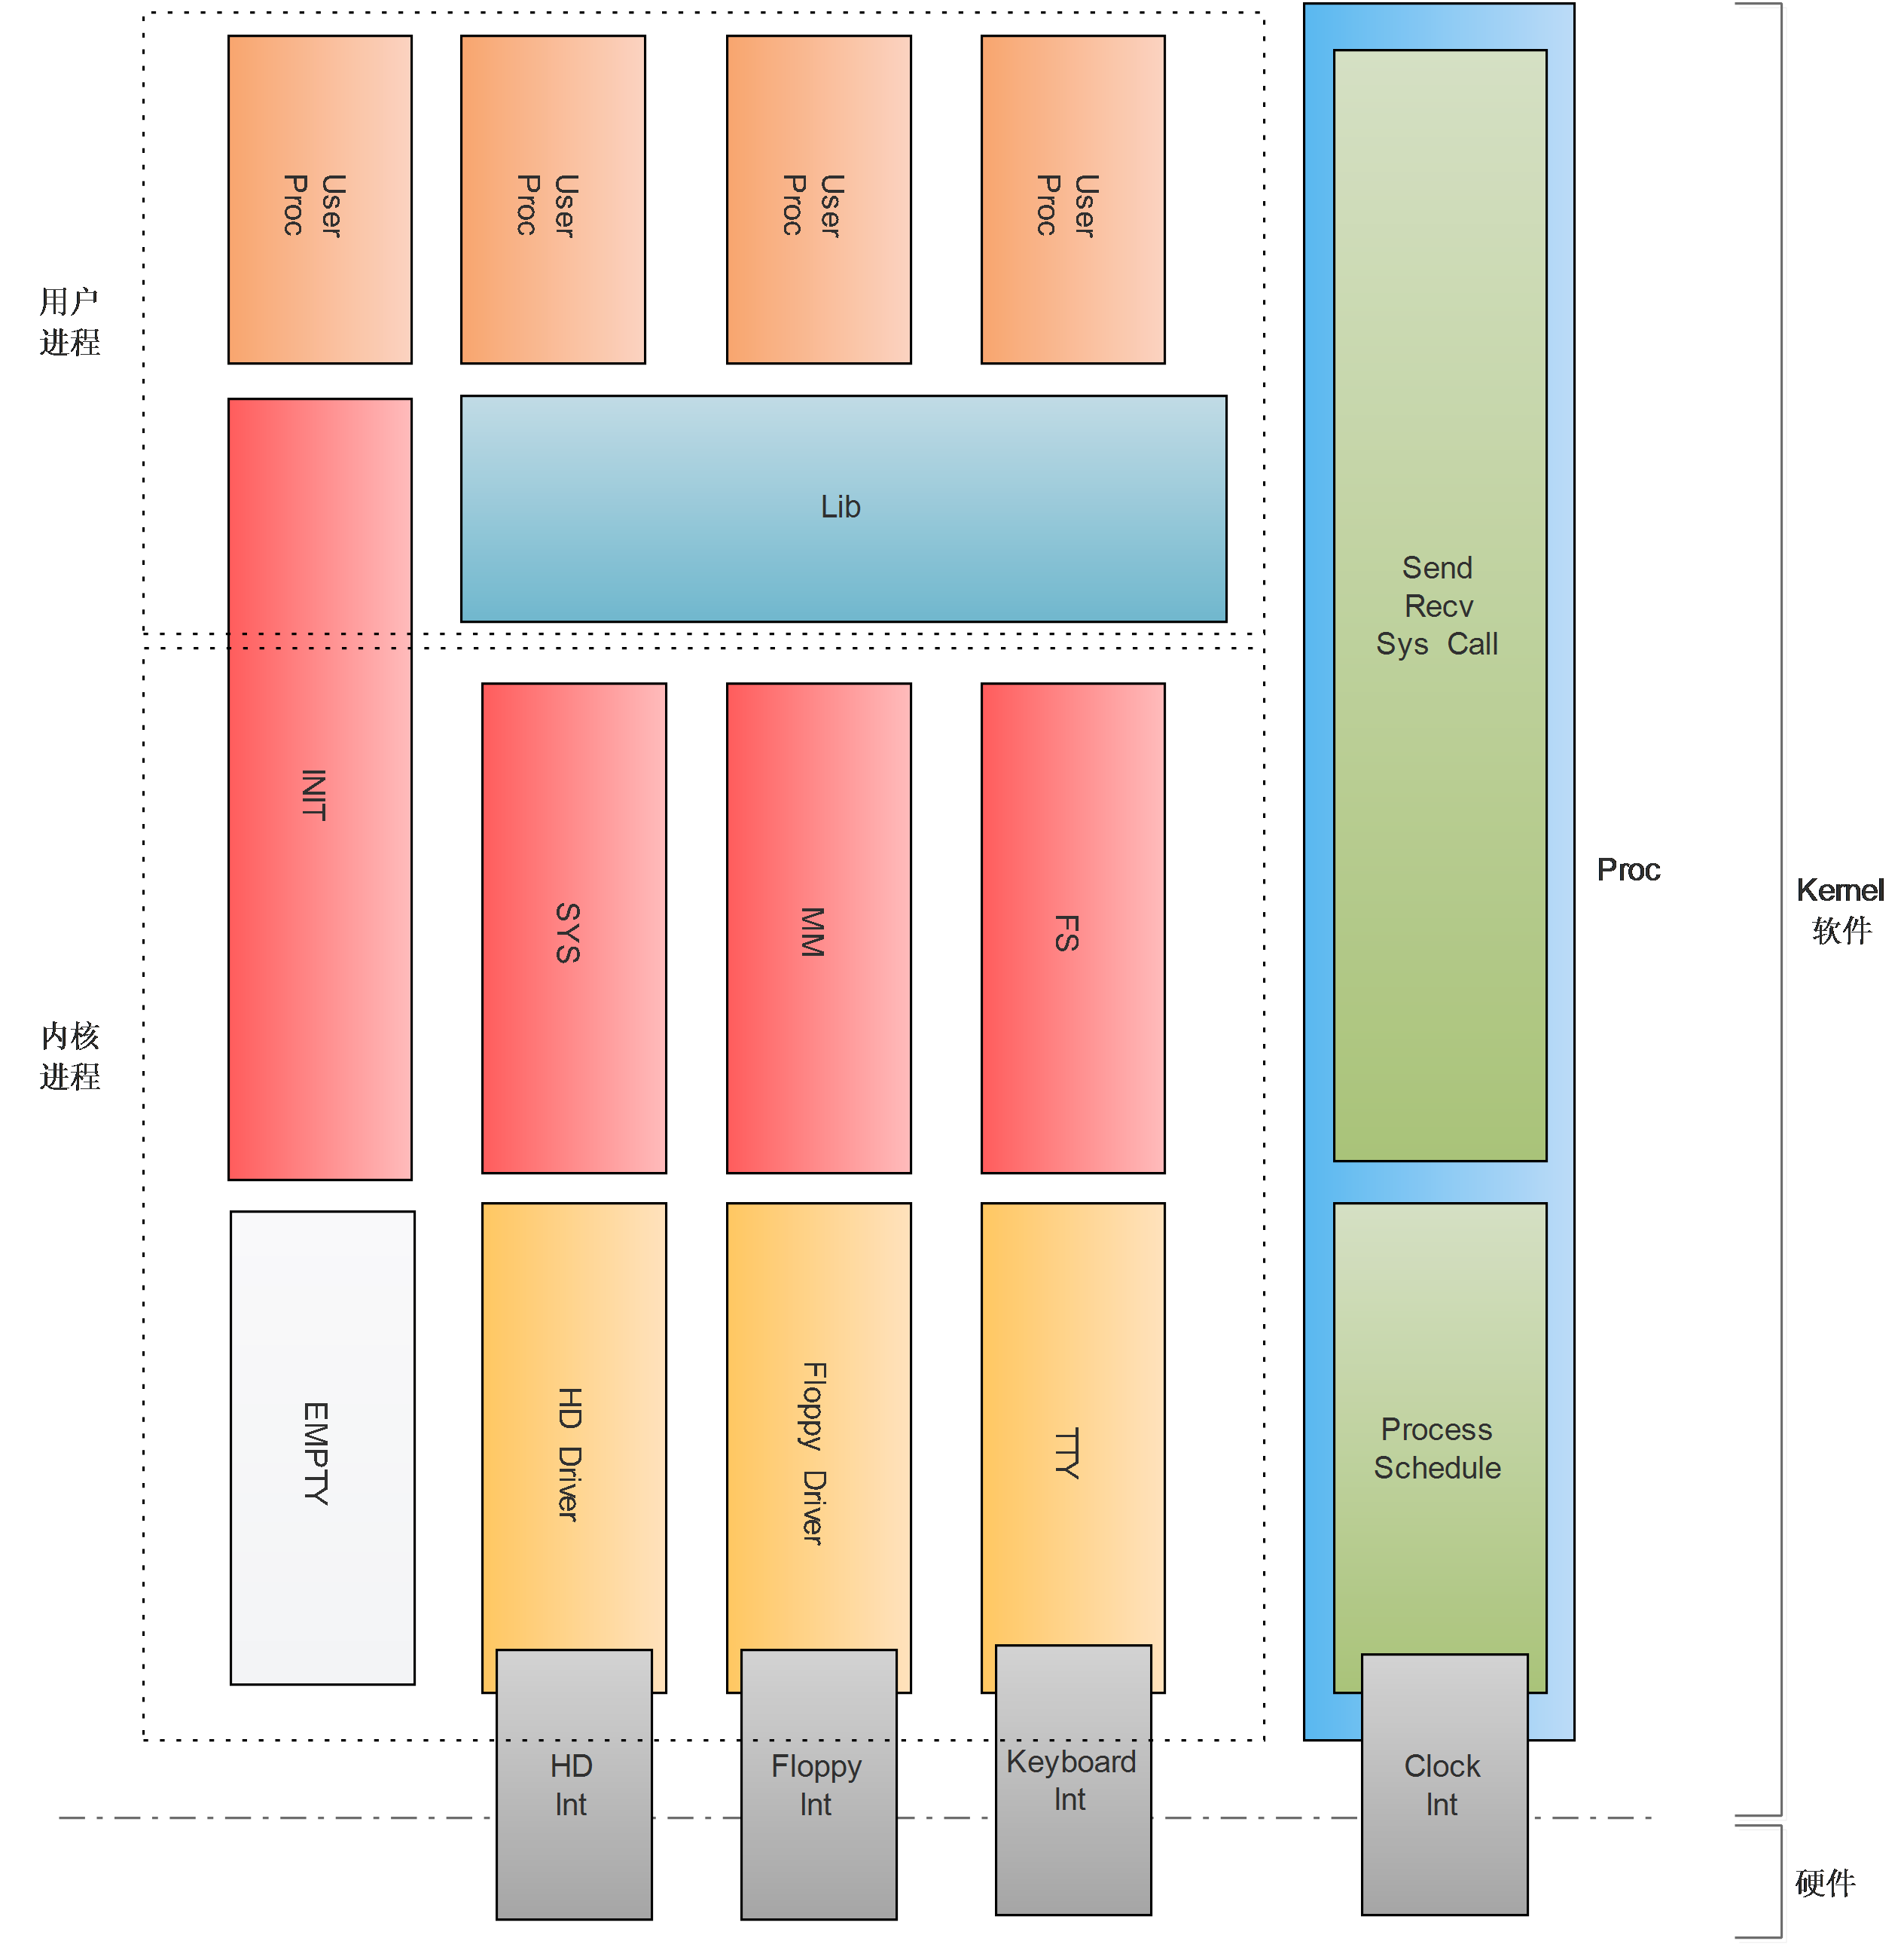 User
Proc
User
Proc
User
Proc
User
Proc
用户
进程
Lib
Send
Recv
Sys Call
INIT
SYS
MM
FS
Proc
Kernel
软件
内核
进程
EMPTY
HD Driver
Floppy Driver
TTY
Process
Schedule
HD
Int
Floppy
Int
Keyboard
Int
Clock
Int
硬件